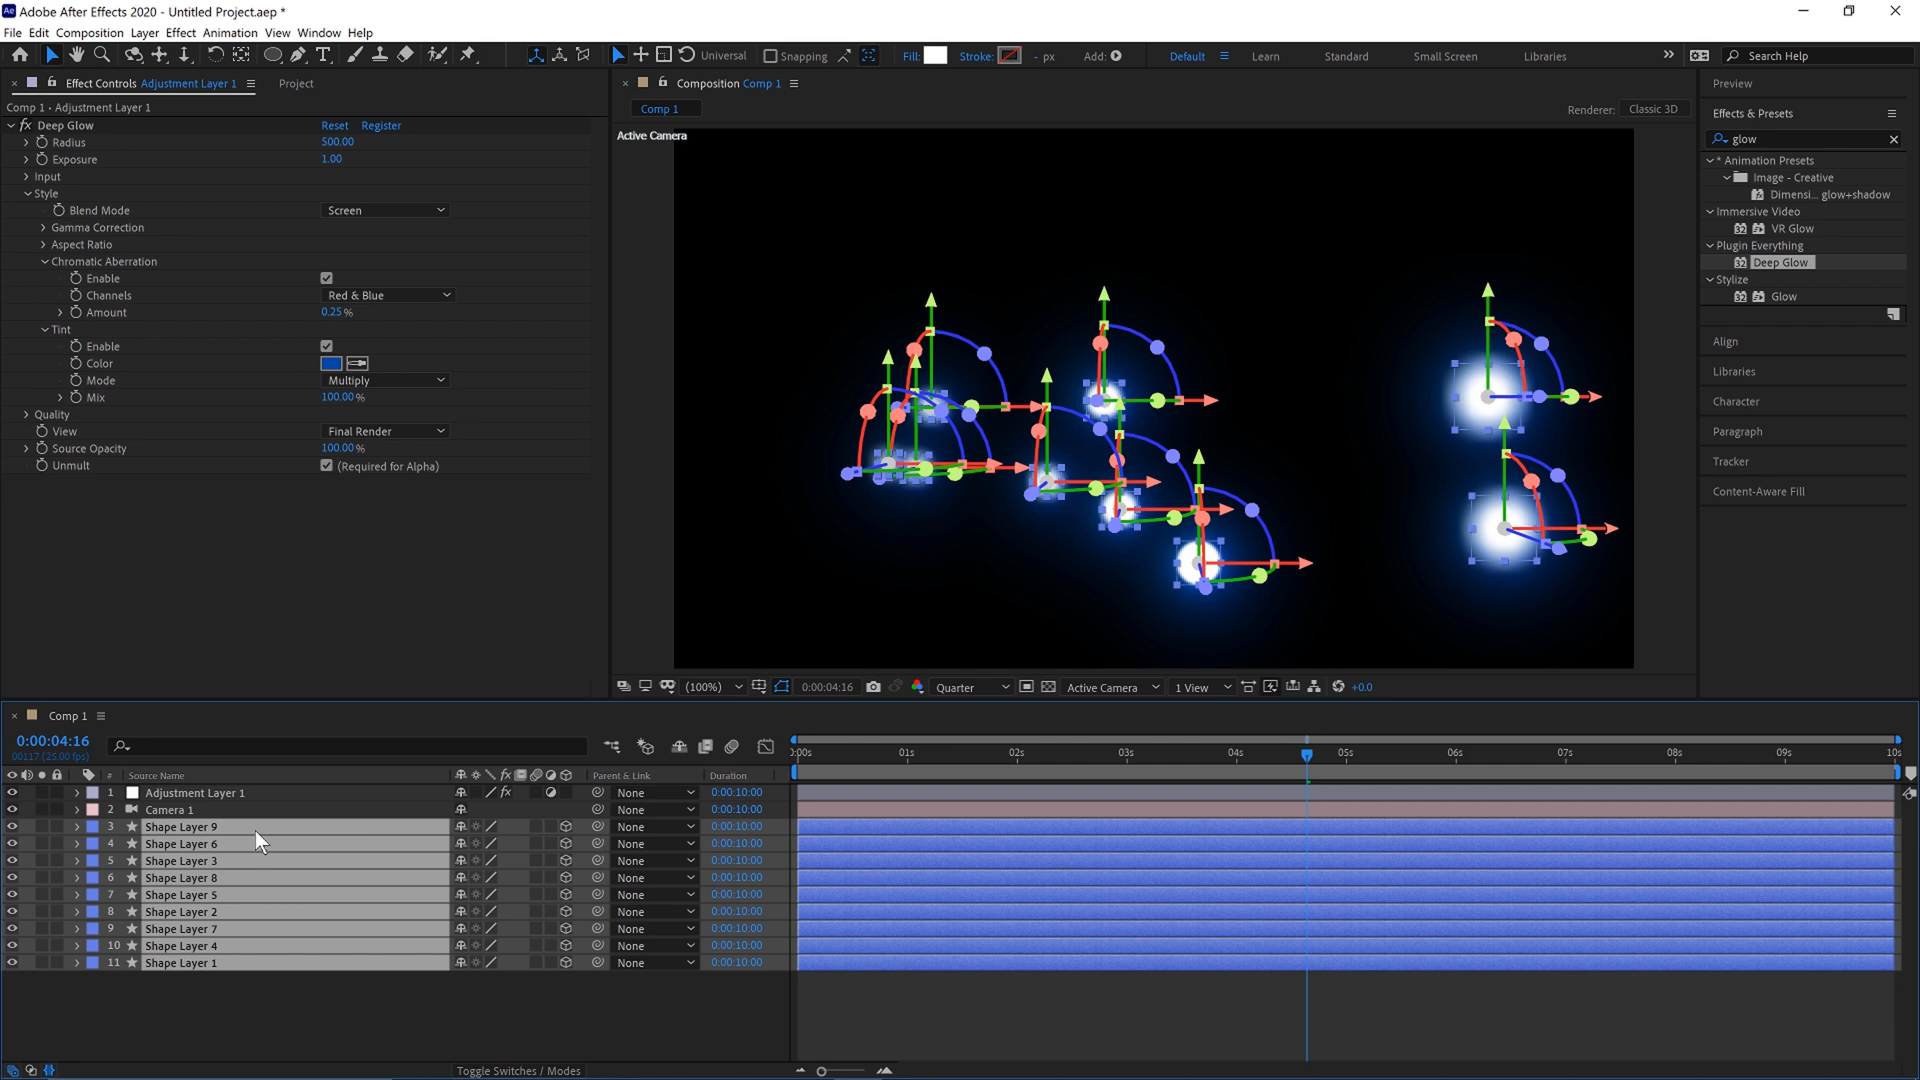 Adobe After Effects 2020 - Untitled Project.aep *
File Edit Composition Layer Effect Animation View Window Help
Universal Snapping Fill: Stroke: - px Add: Default Learn Standard Small Screen Libraries Search Help
Effect Controls Adjustment Layer 1 Project
Comp 1 • Adjustment Layer 1
fx Deep Glow Reset Register
Radius 500.00
Exposure 1.00
Input
Style
Blend Mode Screen
Gamma Correction
Aspect Ratio
Chromatic Aberration
Enable
Channels Red & Blue
Amount 0.25%
Tint
Enable
Color
Mode Multiply
Mix 100.00%
Quality
View Final Render
Source Opacity 100.00%
Unmult (Required for Alpha)
Composition Comp 1
Comp 1
Renderer: Classic 3D
Active Camera
(100%) 0:00:04:16 Quarter Active Camera 1 View +0.0
Preview
Effects & Presets
glow
* Animation Presets
Image - Creative
Dimensi... glow+shadow
Immersive Video
32 VR Glow
Plugin Everything
32 Deep Glow
Stylize
32 Glow
Align
Libraries
Character
Paragraph
Tracker
Content-Aware Fill
Comp 1
0:00:04:16
00117 (25.00 fps)
:00s 01s 02s 03s 04s 05s 06s 07s 08s 09s 10s
# Source Name fx Parent & Link Duration
1 Adjustment Layer 1 fx None 0:00:10:00
2 Camera 1 None 0:00:10:00
3 Shape Layer 9 None 0:00:10:00
4 Shape Layer 6 None 0:00:10:00
5 Shape Layer 3 None 0:00:10:00
6 Shape Layer 8 None 0:00:10:00
7 Shape Layer 5 None 0:00:10:00
8 Shape Layer 2 None 0:00:10:00
9 Shape Layer 7 None 0:00:10:00
10 Shape Layer 4 None 0:00:10:00
11 Shape Layer 1 None 0:00:10:00
Toggle Switches / Modes